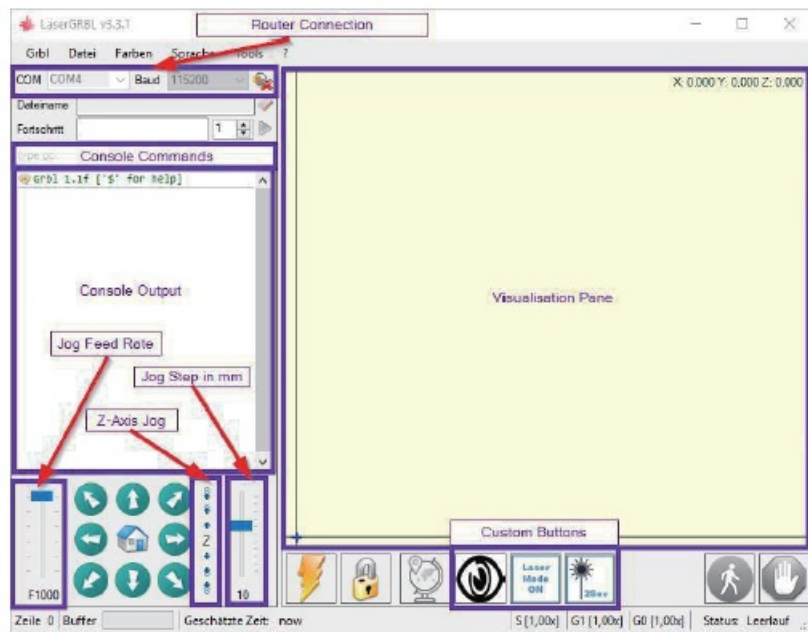 LaserGRBL v3.3.1
Router Connection
Grbl Datei Farben Sprache Tools ?
COM COM4 Baud 115200
X: 0.000 Y: 0.000 Z: 0.000
Dateiname
Fortschritt 1
Console Commands
Grbl 1.1f ['$' for help]
Console Output
Visualisation Pane
Jog Feed Rate
Jog Step in mm
Z-Axis Jog
Custom Buttons
Z
Laser
Mode
ON
F1000
10
Zeile 0 Buffer Geschätzte Zeit: now
S [1,00x] G1 [1,00x] G0 [1,00x] Status: Leerlauf